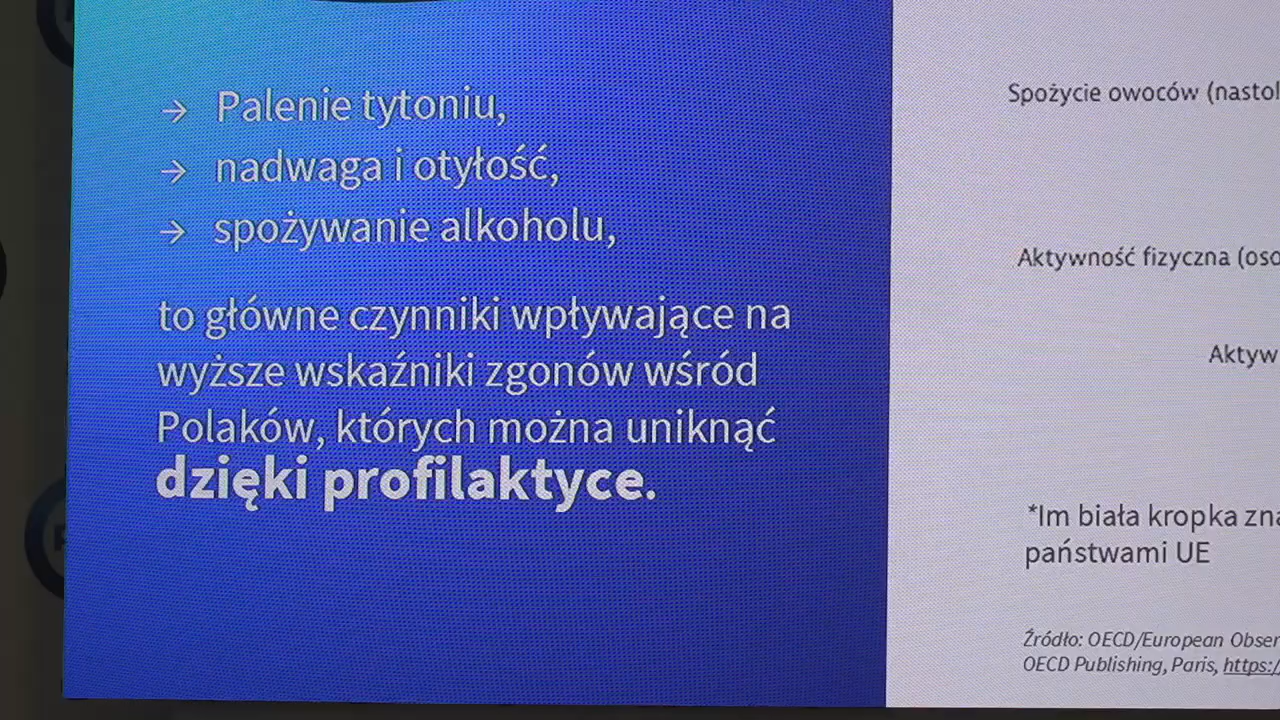 → Palenie tytoniu,
→ nadwaga i otyłość,
→ spożywanie alkoholu,
to główne czynniki wpływające na
wyższe wskaźniki zgonów wśród
Polaków, których można uniknąć
dzięki profilaktyce.
Spożycie owoców
Aktywność fizyczna
*Im biała kropka
państwami UE
Źródło: OECD/European
OECD Publishing, Paris, https:/